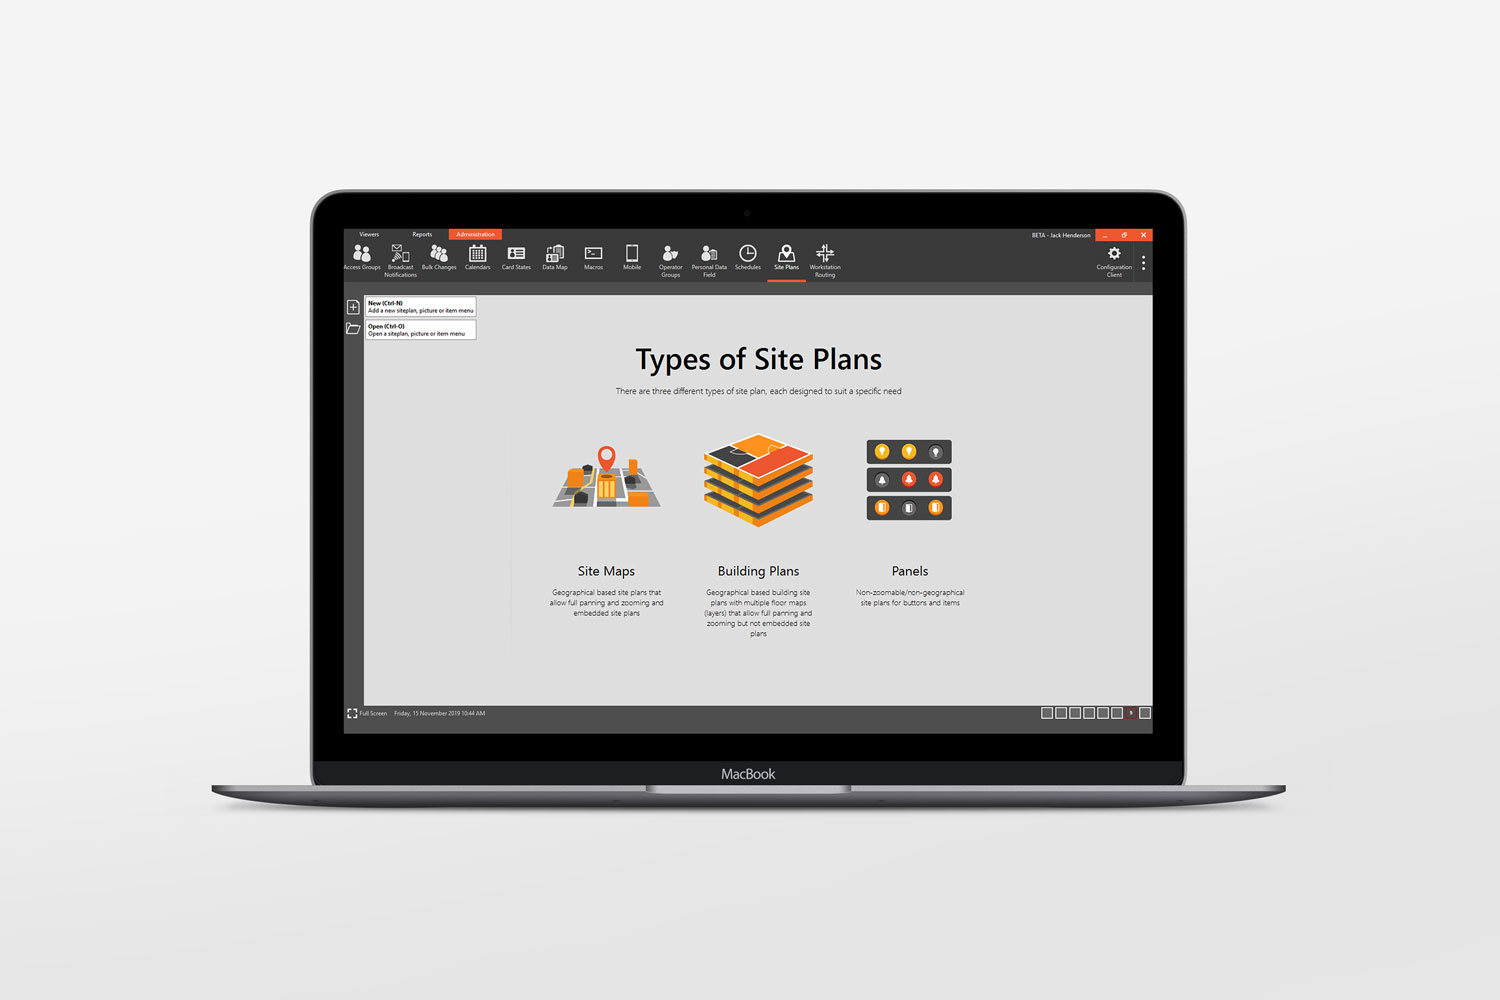 Viewers Reports Administration BETA - Jack Henderson
Access Groups Broadcast Notifications Bulk Changes Calendars Card States Data Map Macros Mobile Operator Groups Personal Data Field Schedules Site Plans Workstation Routing Configuration Client
New (Ctrl-N)
Add a new siteplan, picture or item menu
Open (Ctrl-O)
Open a siteplan, picture or item menu
Types of Site Plans
There are three different types of site plan, each designed to suit a specific need
Site Maps
Geographical based site plans that
allow full panning and zooming and
embedded site plans
Building Plans
Geographical based building site
plans with multiple floor maps
(layers) that allow full panning and
zooming but not embedded site
plans
Panels
Non-zoomable/non-geographical
site plans for buttons and items
Full Screen Friday, 15 November 2019 10:44 AM
MacBook